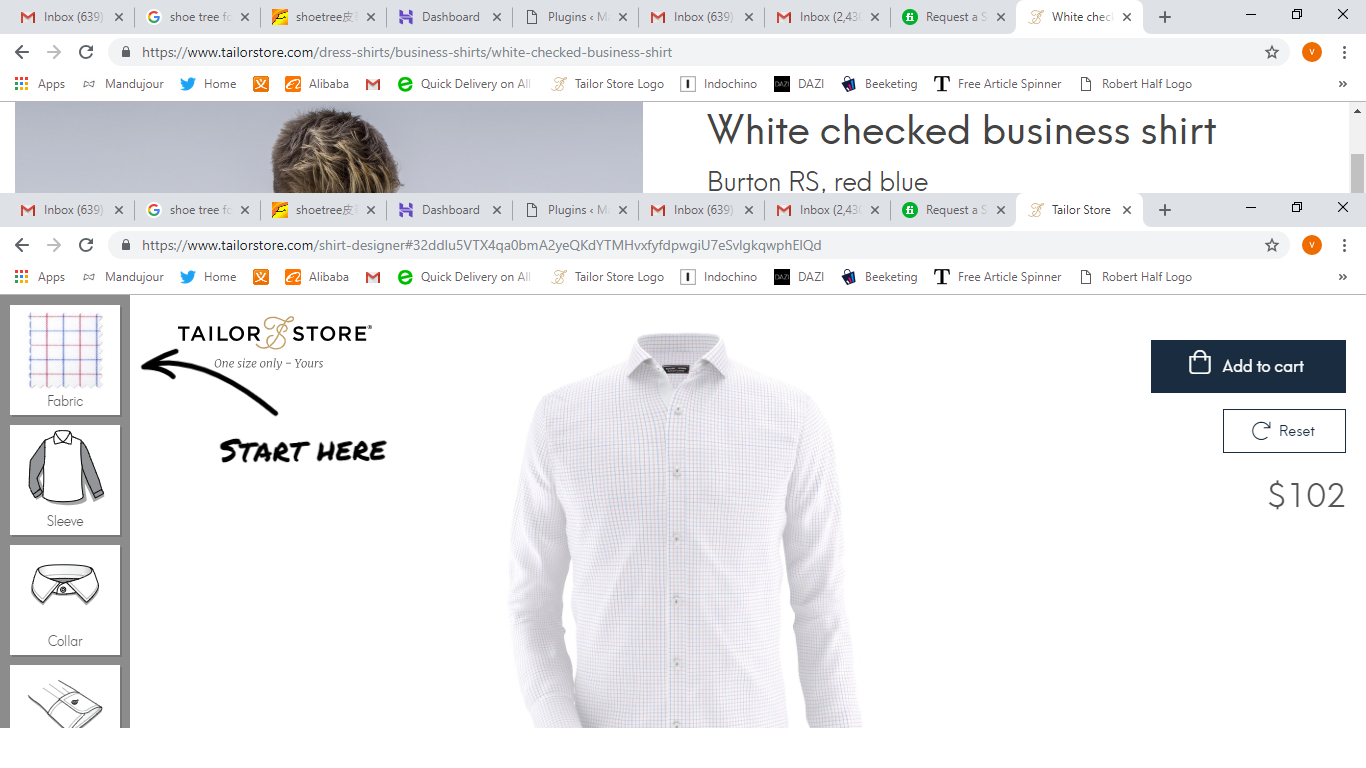 Inbox (639) shoe tree fo shoetree皮 Dashboard Plugins ‹ M Inbox (639) Inbox (2,430 Request a S White chec
https://www.tailorstore.com/dress-shirts/business-shirts/white-checked-business-shirt
V
Apps Mandujour Home Alibaba Quick Delivery on Ali Tailor Store Logo Indochino DAZI DAZI Beeketing Free Article Spinner Robert Half Logo »
White checked business shirt
Burton RS, red blue
Inbox (639) shoe tree fo shoetree皮 Dashboard Plugins ‹ M Inbox (639) Inbox (2,430 Request a S Tailor Store
https://www.tailorstore.com/shirt-designer#32ddlu5VTX4qa0bmA2yeQKdYTMHvxfyfdpwgiU7eSvlgkqwphEIQd
V
Apps Mandujour Home Alibaba Quick Delivery on Ali Tailor Store Logo Indochino DAZI DAZI Beeketing Free Article Spinner Robert Half Logo »
TAILOR STORE
One size only – Yours
Fabric
START HERE
Sleeve
Collar
Add to cart
Reset
$102